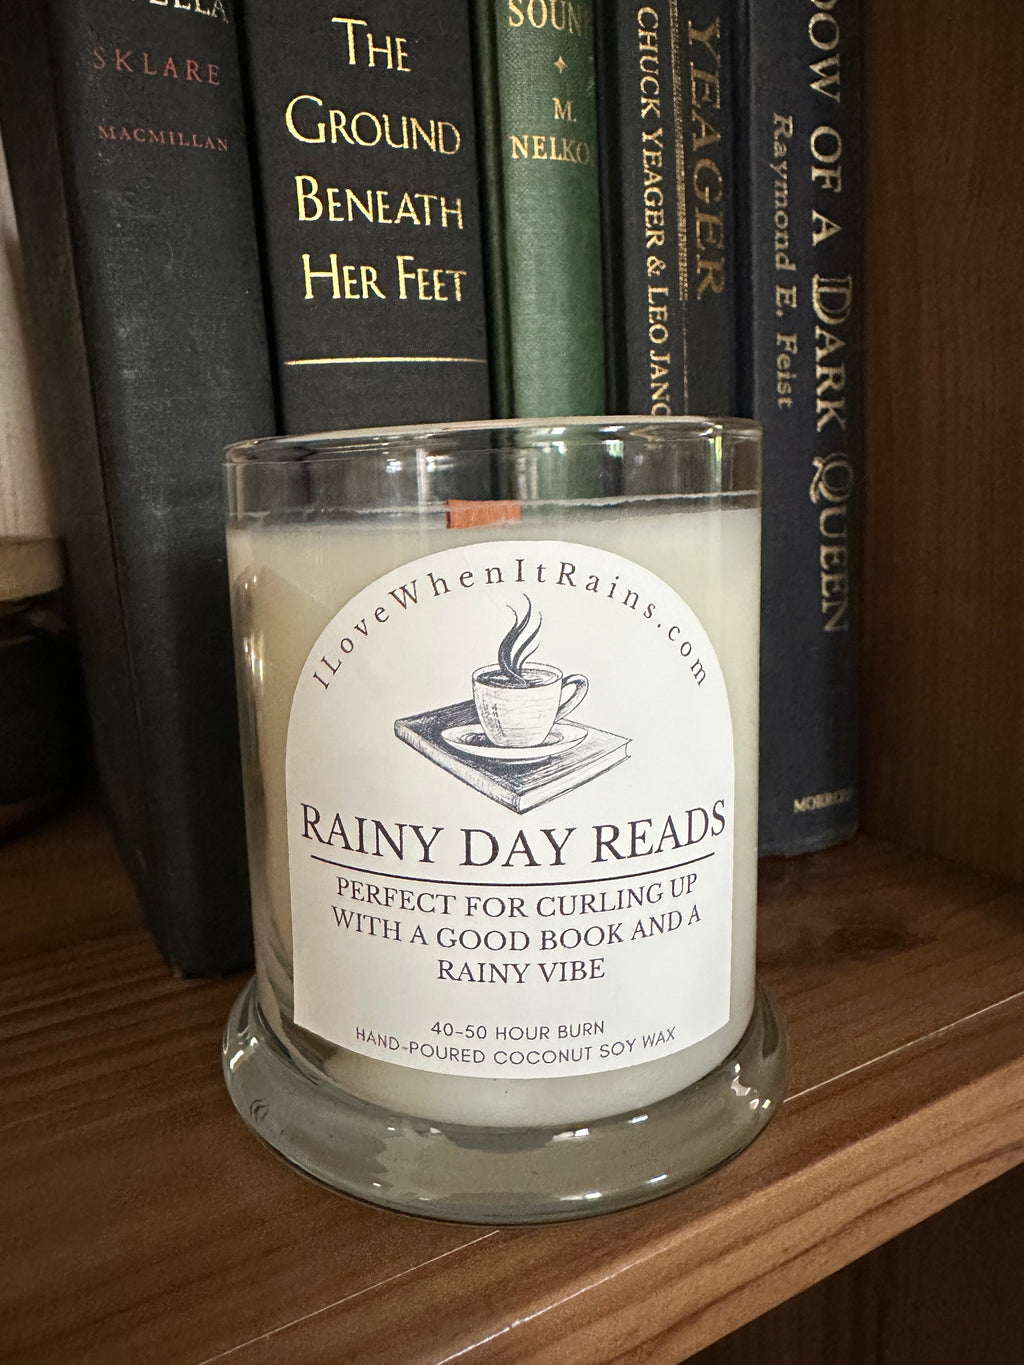 SKLARE
MACMILLAN
THE
GROUND
BENEATH
HER FEET
M.
YEAGER
CHUCK YEAGER & LEO
OF A DARK QUEEN
Raymond E. Feist
ILoveWhenItRains.com
RAINY DAY READS
PERFECT FOR CURLING UP
WITH A GOOD BOOK AND A
RAINY VIBE
40-50 HOUR BURN
HAND-POURED COCONUT SOY WAX